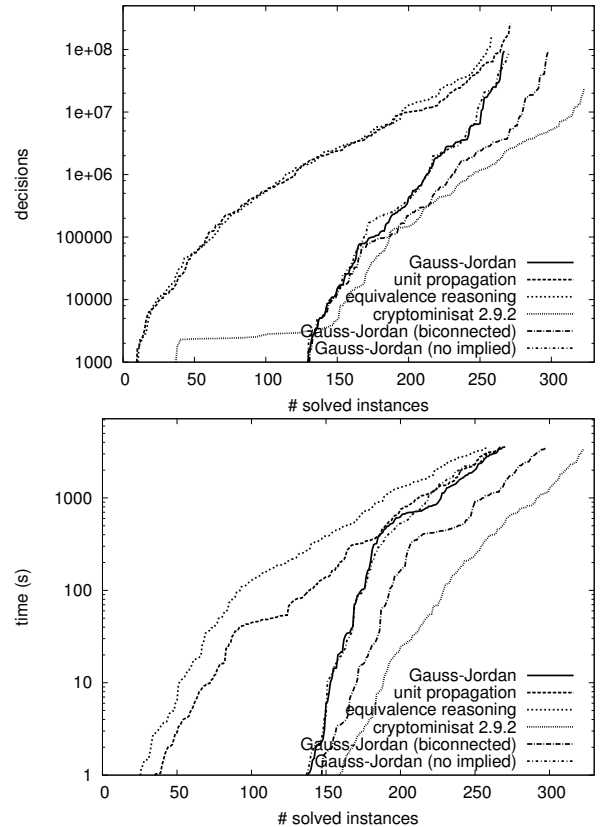 1e+08
1e+07
1e+06
100000
10000
1000
decisions
Gauss-Jordan
unit propagation
equivalence reasoning
cryptominisat 2.9.2
Gauss-Jordan (biconnected)
Gauss-Jordan (no implied)
0 50 100 150 200 250 300
# solved instances
1000
100
10
1
time (s)
Gauss-Jordan
unit propagation
equivalence reasoning
cryptominisat 2.9.2
Gauss-Jordan (biconnected)
Gauss-Jordan (no implied)
0 50 100 150 200 250 300
# solved instances